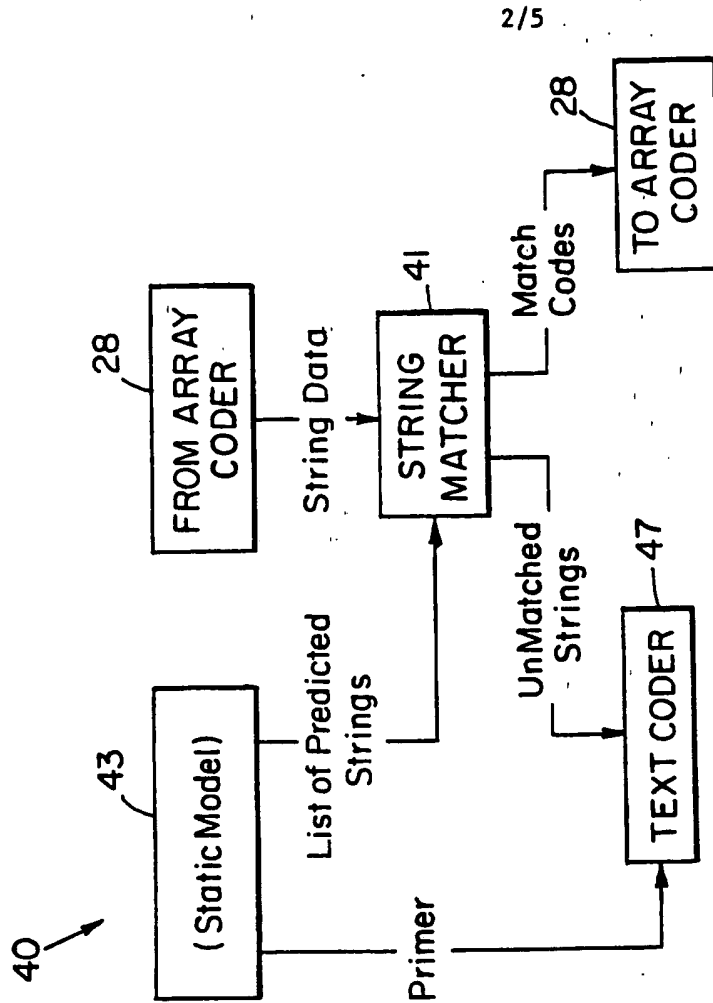 2/5
40
43
(Static Model)
28
FROM ARRAY
CODER
Primer
List of Predicted
Strings
String Data
41
STRING
MATCHER
UnMatched
Strings
Match
Codes
47
TEXT CODER
28
TO ARRAY
CODER